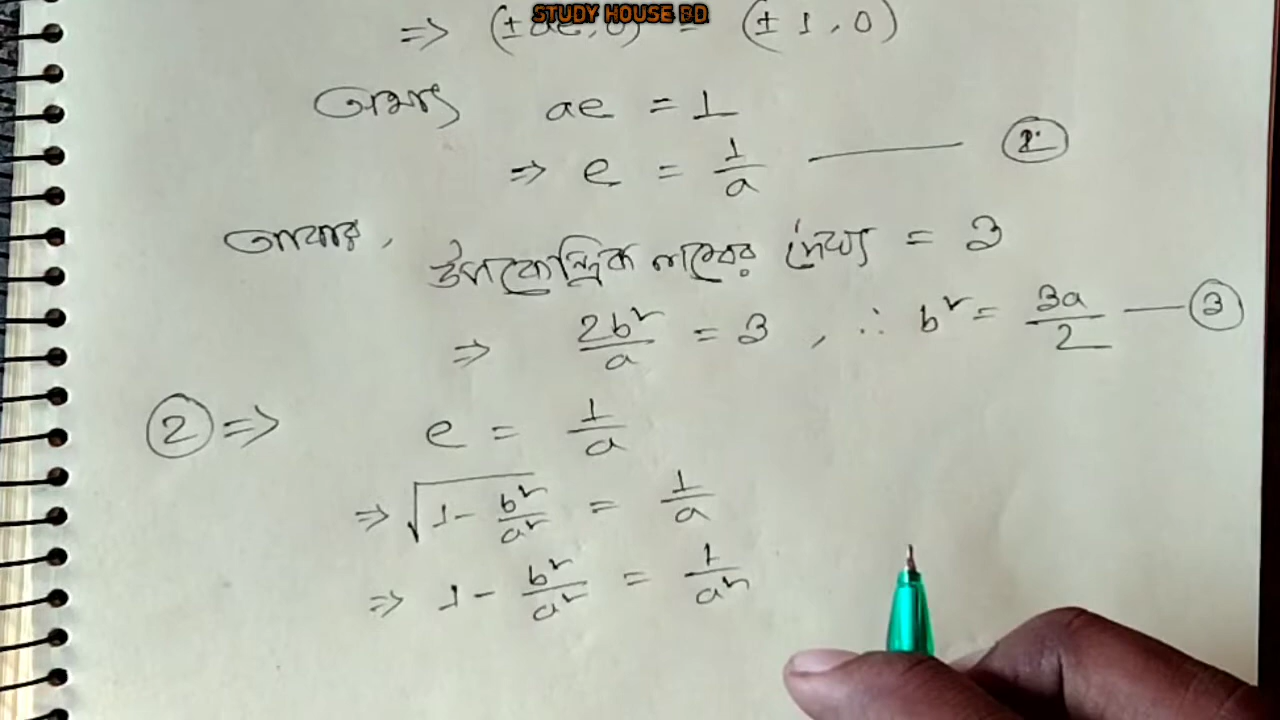 STUDY HOUSE BD
⇒ (±ae, 0) = (±1, 0)
অর্থাৎ ae = 1
⇒ e = 1/a —— 2
আবার, উপকেন্দ্রিক লম্বের দৈর্ঘ্য = 3
⇒ 2b²/a = 3, ∴ b² = 3a/2 — 3
2 ⇒ e = 1/a
⇒ √(1 - b²/a²) = 1/a
⇒ 1 - b²/a² = 1/a²